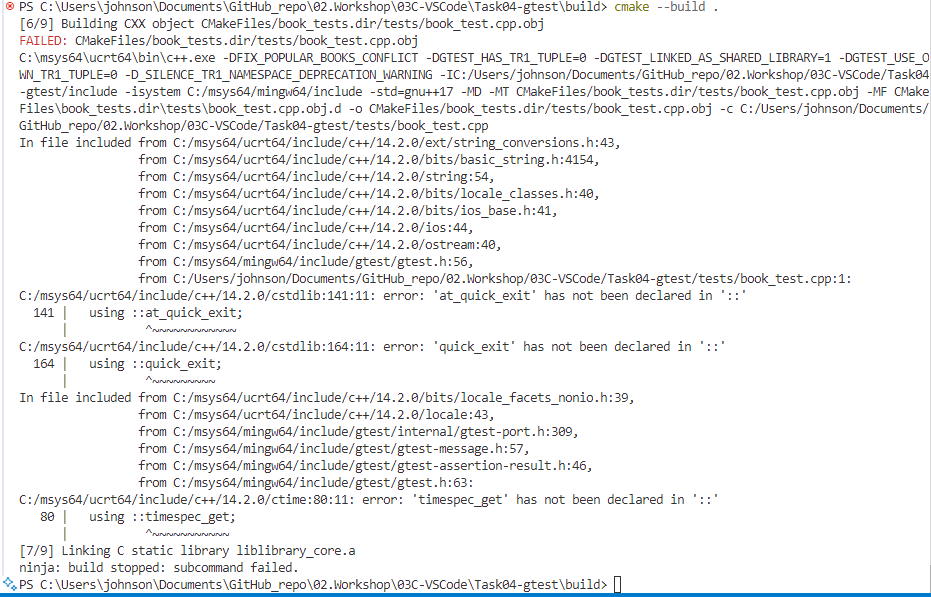 PS C:\Users\johnson\Documents\GitHub_repo\02.Workshop\03C-VSCode\Task04-gtest\build> cmake --build .
[6/9] Building CXX object CMakeFiles/book_tests.dir/tests/book_test.cpp.obj
FAILED: CMakeFiles/book_tests.dir/tests/book_test.cpp.obj
C:\msys64\ucrt64\bin\c++.exe -DFIX_POPULAR_BOOKS_CONFLICT -DGTEST_HAS_TR1_TUPLE=0 -DGTEST_LINKED_AS_SHARED_LIBRARY=1 -DGTEST_USE_O
WN_TR1_TUPLE=0 -D_SILENCE_TR1_NAMESPACE_DEPRECATION_WARNING -IC:/Users/johnson/Documents/GitHub_repo/02.Workshop/03C-VSCode/Task04
-gtest/include -isystem C:/msys64/mingw64/include -std=gnu++17 -MD -MT CMakeFiles/book_tests.dir/tests/book_test.cpp.obj -MF CMake
Files\book_tests.dir\tests\book_test.cpp.obj.d -o CMakeFiles/book_tests.dir/tests/book_test.cpp.obj -c C:/Users/johnson/Documents/
GitHub_repo/02.Workshop/03C-VSCode/Task04-gtest/tests/book_test.cpp
In file included from C:/msys64/ucrt64/include/c++/14.2.0/ext/string_conversions.h:43,
from C:/msys64/ucrt64/include/c++/14.2.0/bits/basic_string.h:4154,
from C:/msys64/ucrt64/include/c++/14.2.0/string:54,
from C:/msys64/ucrt64/include/c++/14.2.0/bits/locale_classes.h:40,
from C:/msys64/ucrt64/include/c++/14.2.0/bits/ios_base.h:41,
from C:/msys64/ucrt64/include/c++/14.2.0/ios:44,
from C:/msys64/ucrt64/include/c++/14.2.0/ostream:40,
from C:/msys64/mingw64/include/gtest/gtest.h:56,
from C:/Users/johnson/Documents/GitHub_repo/02.Workshop/03C-VSCode/Task04-gtest/tests/book_test.cpp:1:
C:/msys64/ucrt64/include/c++/14.2.0/cstdlib:141:11: error: 'at_quick_exit' has not been declared in '::'
141 | using ::at_quick_exit;
| ^~~~~~~~~~~~~
C:/msys64/ucrt64/include/c++/14.2.0/cstdlib:164:11: error: 'quick_exit' has not been declared in '::'
164 | using ::quick_exit;
| ^~~~~~~~~~
In file included from C:/msys64/ucrt64/include/c++/14.2.0/bits/locale_facets_nonio.h:39,
from C:/msys64/ucrt64/include/c++/14.2.0/locale:43,
from C:/msys64/mingw64/include/gtest/internal/gtest-port.h:309,
from C:/msys64/mingw64/include/gtest/gtest-message.h:57,
from C:/msys64/mingw64/include/gtest/gtest-assertion-result.h:46,
from C:/msys64/mingw64/include/gtest/gtest.h:63:
C:/msys64/ucrt64/include/c++/14.2.0/ctime:80:11: error: 'timespec_get' has not been declared in '::'
80 | using ::timespec_get;
| ^~~~~~~~~~~~
[7/9] Linking C static library liblibrary_core.a
ninja: build stopped: subcommand failed.
PS C:\Users\johnson\Documents\GitHub_repo\02.Workshop\03C-VSCode\Task04-gtest\build>